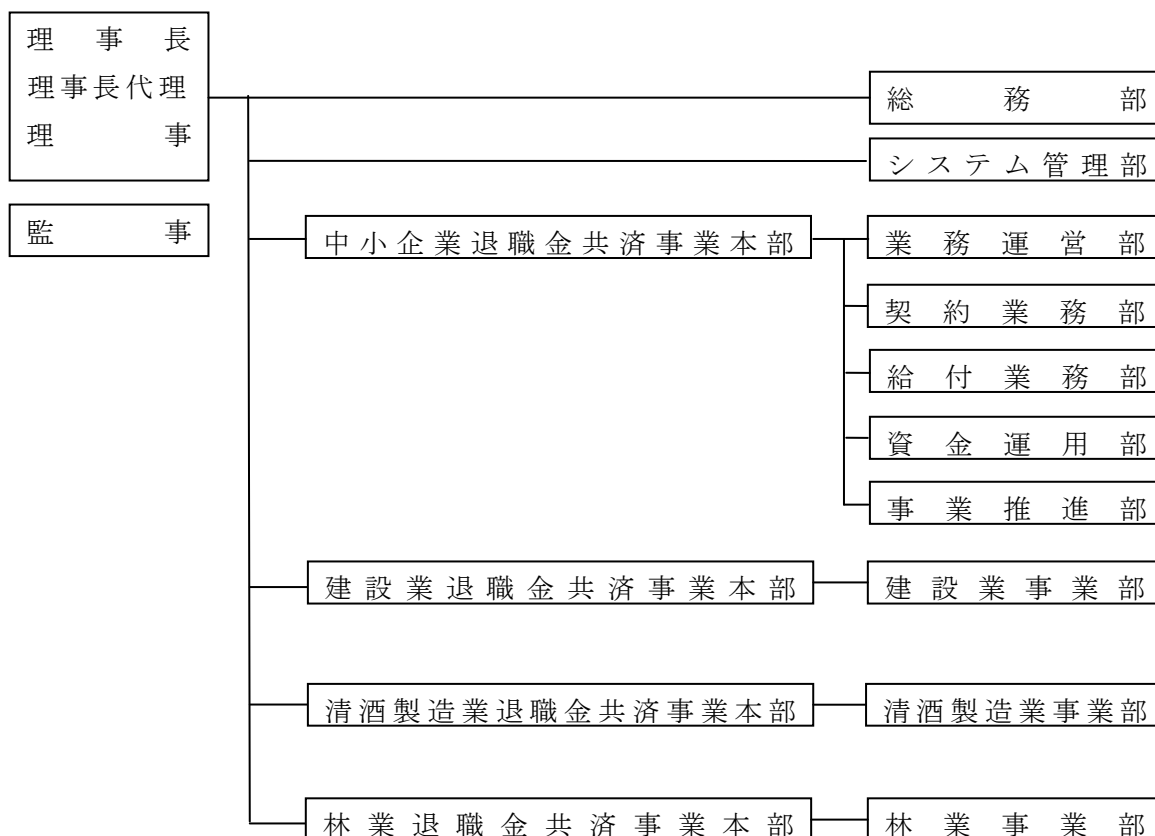 理事長
理事長代理
理事
監事
総務部
システム管理部
中小企業退職金共済事業本部
業務運営部
契約業務部
給付業務部
資金運用部
事業推進部
建設業退職金共済事業本部
建設業事業部
清酒製造業退職金共済事業本部
清酒製造業事業部
林業退職金共済事業本部
林業事業部